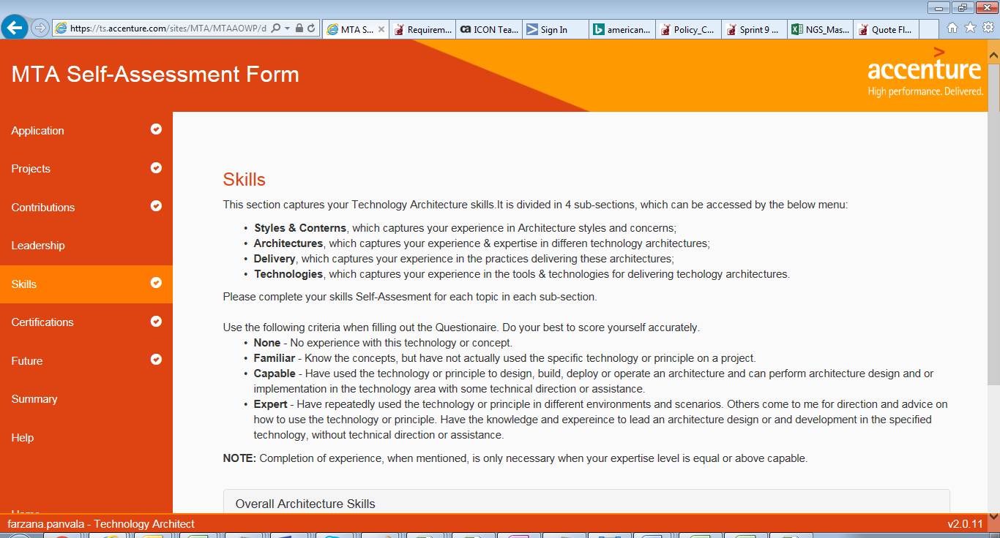 https://ts.accenture.com/sites/MTA/MTAAOWP/d
MTA S...
Requirem...
ICON Tea...
Sign In
american...
Policy_C...
Sprint 9 ...
NGS_Mas...
Quote Fl...
MTA Self-Assessment Form
accenture
High performance. Delivered.
Application
Projects
Contributions
Leadership
Skills
Certifications
Future
Summary
Help
Skills
This section captures your Technology Architecture skills.It is divided in 4 sub-sections, which can be accessed by the below menu:
• Styles & Conterns, which captures your experience in Architecture styles and concerns;
• Architectures, which captures your experience & expertise in differen technology architectures;
• Delivery, which captures your experience in the practices delivering these architectures;
• Technologies, which captures your experience in the tools & technologies for delivering techology architectures.
Please complete your skills Self-Assesment for each topic in each sub-section.
Use the following criteria when filling out the Questionaire. Do your best to score yourself accurately.
• None - No experience with this technology or concept.
• Familiar - Know the concepts, but have not actually used the specific technology or principle on a project.
• Capable - Have used the technology or principle to design, build, deploy or operate an architecture and can perform architecture design and or
implementation in the technology area with some technical direction or assistance.
• Expert - Have repeatedly used the technology or principle in different environments and scenarios. Others come to me for direction and advice on
how to use the technology or principle. Have the knowledge and expereince to lead an architecture design or and development in the specified
technology, without technical direction or assistance.
NOTE: Completion of experience, when mentioned, is only necessary when your expertise level is equal or above capable.
Overall Architecture Skills
farzana.panvala - Technology Architect
v2.0.11